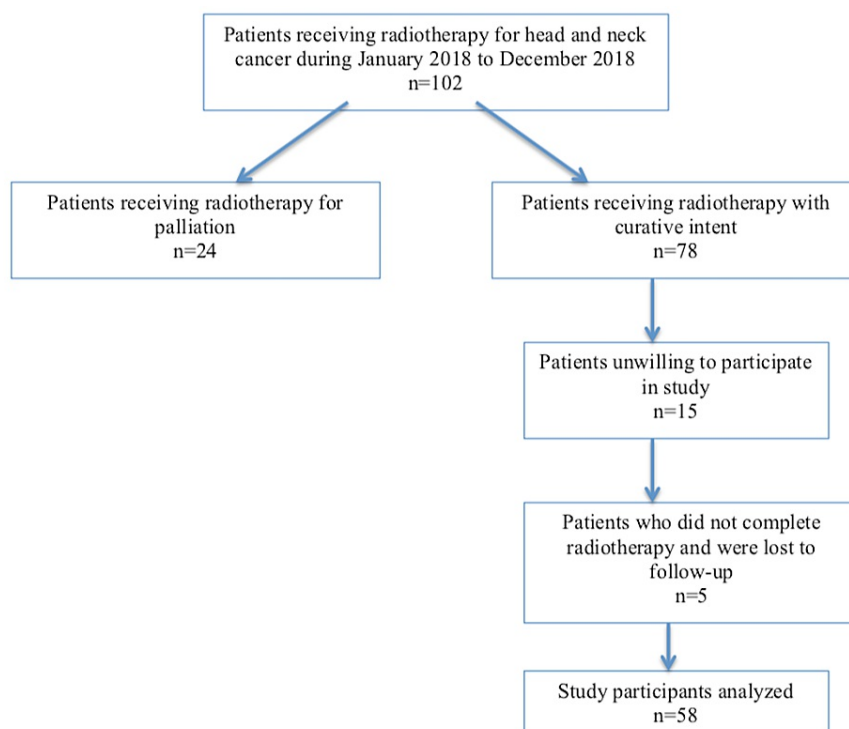 Patients receiving radiotherapy for head and neck
cancer during January 2018 to December 2018
n=102
Patients receiving radiotherapy for
palliation
n=24
Patients receiving radiotherapy with
curative intent
n=78
Patients unwilling to participate
in study
n=15
Patients who did not complete
radiotherapy and were lost to
follow-up
n=5
Study participants analyzed
n=58